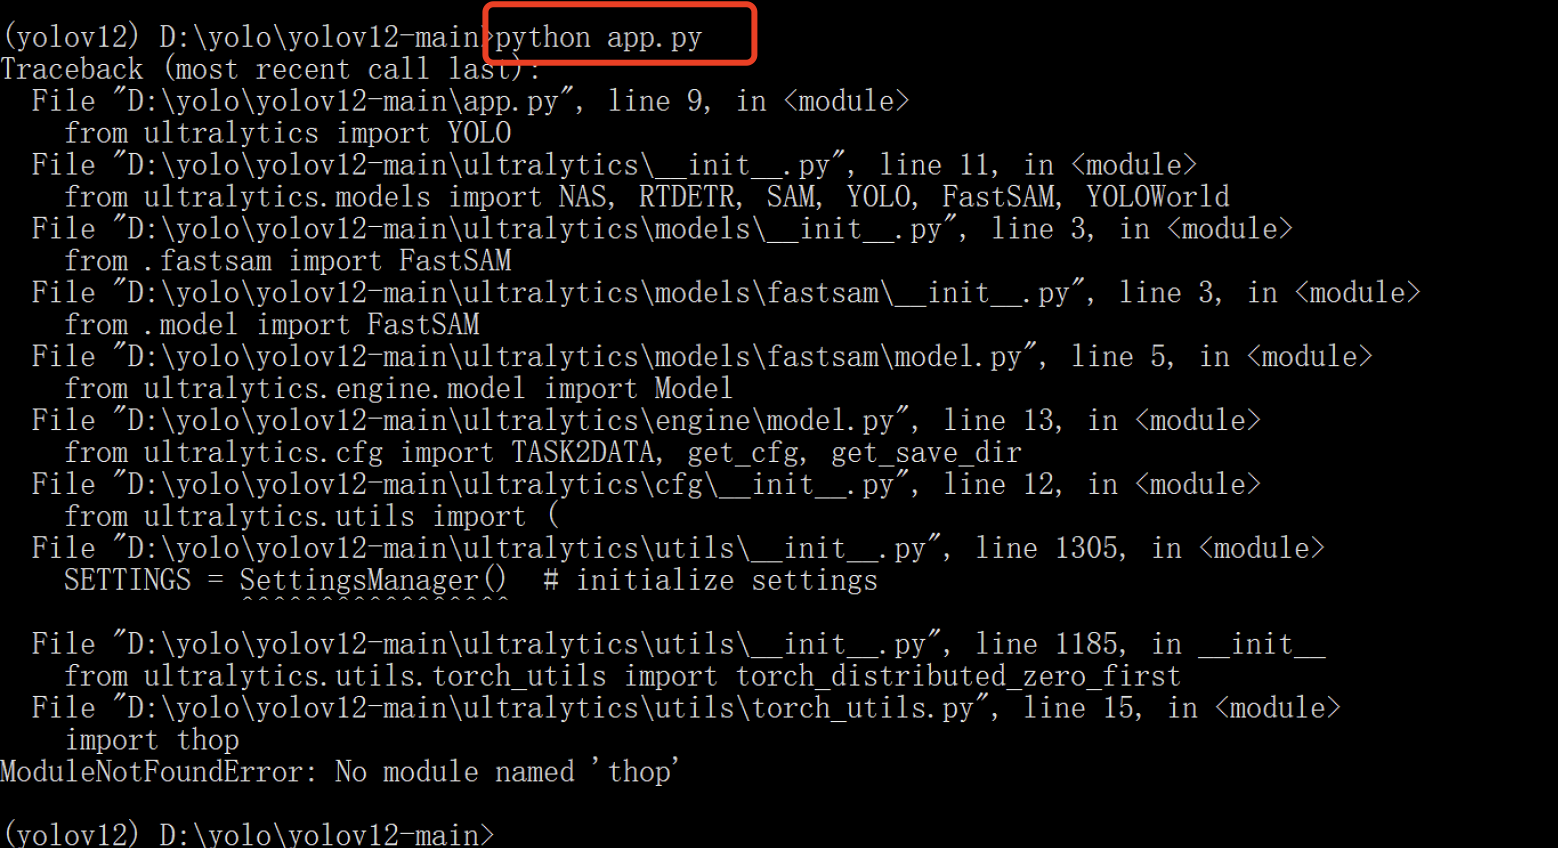 (yolov12) D:\yolo\yolov12-main>python app.py
Traceback (most recent call last):
  File "D:\yolo\yolov12-main\app.py", line 9, in <module>
    from ultralytics import YOLO
  File "D:\yolo\yolov12-main\ultralytics\__init__.py", line 11, in <module>
    from ultralytics.models import NAS, RTDETR, SAM, YOLO, FastSAM, YOLOWorld
  File "D:\yolo\yolov12-main\ultralytics\models\__init__.py", line 3, in <module>
    from .fastsam import FastSAM
  File "D:\yolo\yolov12-main\ultralytics\models\fastsam\__init__.py", line 3, in <module>
    from .model import FastSAM
  File "D:\yolo\yolov12-main\ultralytics\models\fastsam\model.py", line 5, in <module>
    from ultralytics.engine.model import Model
  File "D:\yolo\yolov12-main\ultralytics\engine\model.py", line 13, in <module>
    from ultralytics.cfg import TASK2DATA, get_cfg, get_save_dir
  File "D:\yolo\yolov12-main\ultralytics\cfg\__init__.py", line 12, in <module>
    from ultralytics.utils import (
  File "D:\yolo\yolov12-main\ultralytics\utils\__init__.py", line 1305, in <module>
    SETTINGS = SettingsManager()  # initialize settings
               ^^^^^^^^^^^^^^^^^
  File "D:\yolo\yolov12-main\ultralytics\utils\__init__.py", line 1185, in __init__
    from ultralytics.utils.torch_utils import torch_distributed_zero_first
  File "D:\yolo\yolov12-main\ultralytics\utils\torch_utils.py", line 15, in <module>
    import thop
ModuleNotFoundError: No module named 'thop'
(yolov12) D:\yolo\yolov12-main>